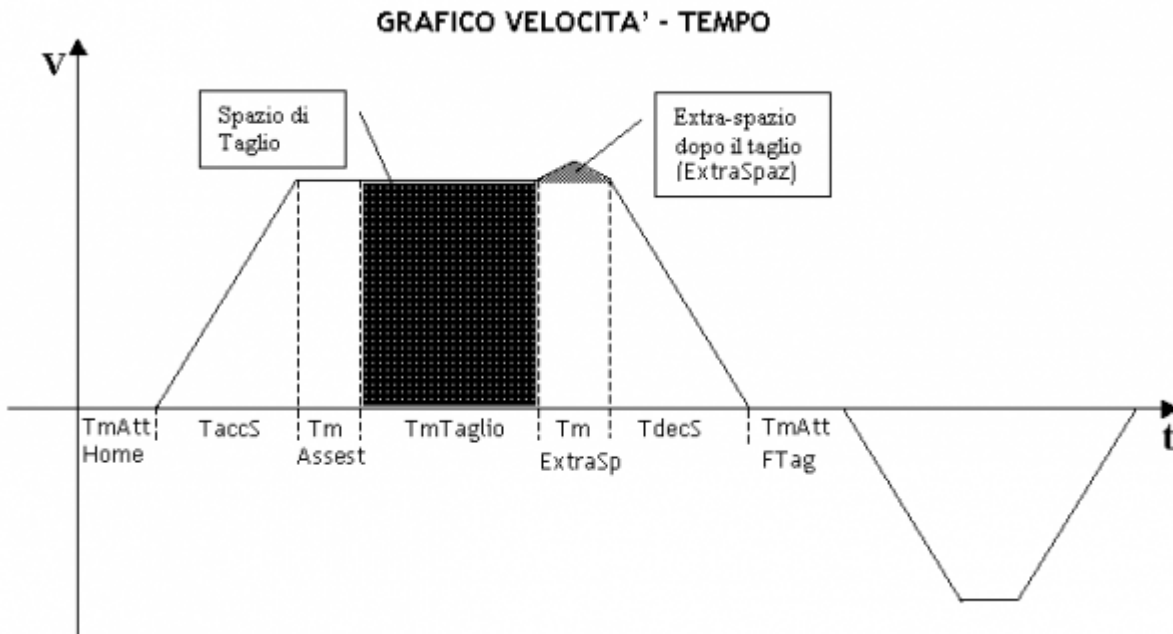 GRAFICO VELOCITA' - TEMPO
V
Spazio di
Taglio
Extra-spazio
dopo il taglio
(ExtraSpaz)
TmAtt
Home
TaccS
Tm
Assest
TmTaglio
Tm
ExtraSp
TdecS
TmAtt
FTag
t